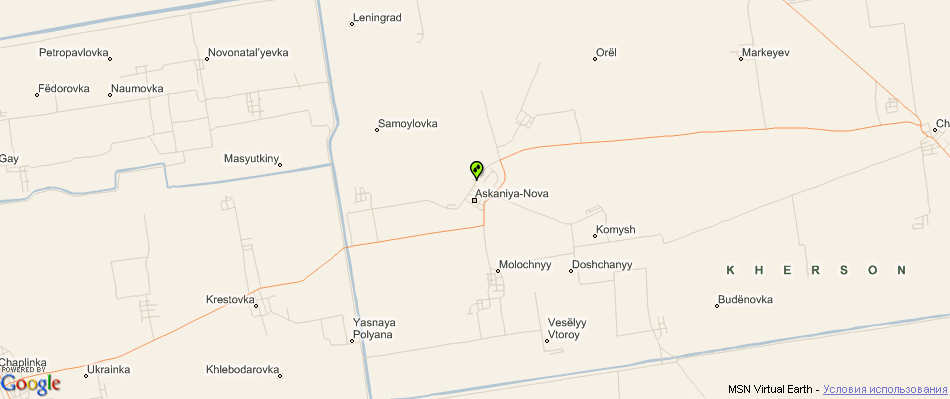 Leningrad
Petropavlovka
Novonatal'yevka
Orël
Markeyev
Fëdorovka
Naumovka
Samoylovka
Ch
Gay
Masyutkiny
Askaniya-Nova
Komysh
Molochnyy
Doshchanyy
KHERSON
Krestovka
Budënovka
Yasnaya
Polyana
Vesëlyy
Vtoroy
Chaplinka
Ukrainka
Khlebodarovka
POWERED BY
Google
MSN Virtual Earth - Условия использования